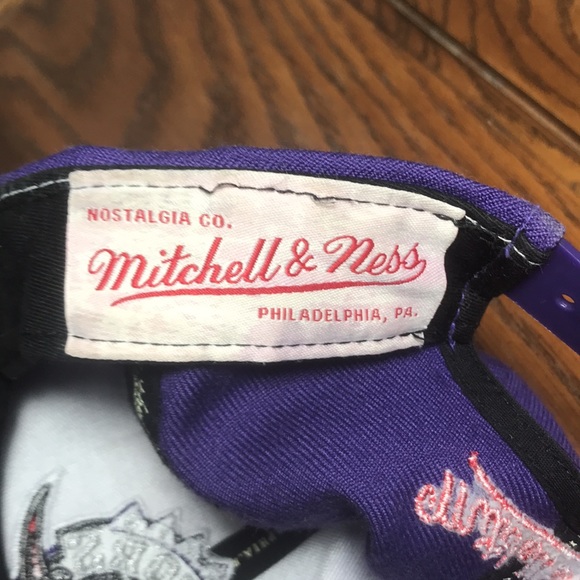 NOSTALGIA CO.
Mitchell & Ness
PHILADELPHIA, PA.